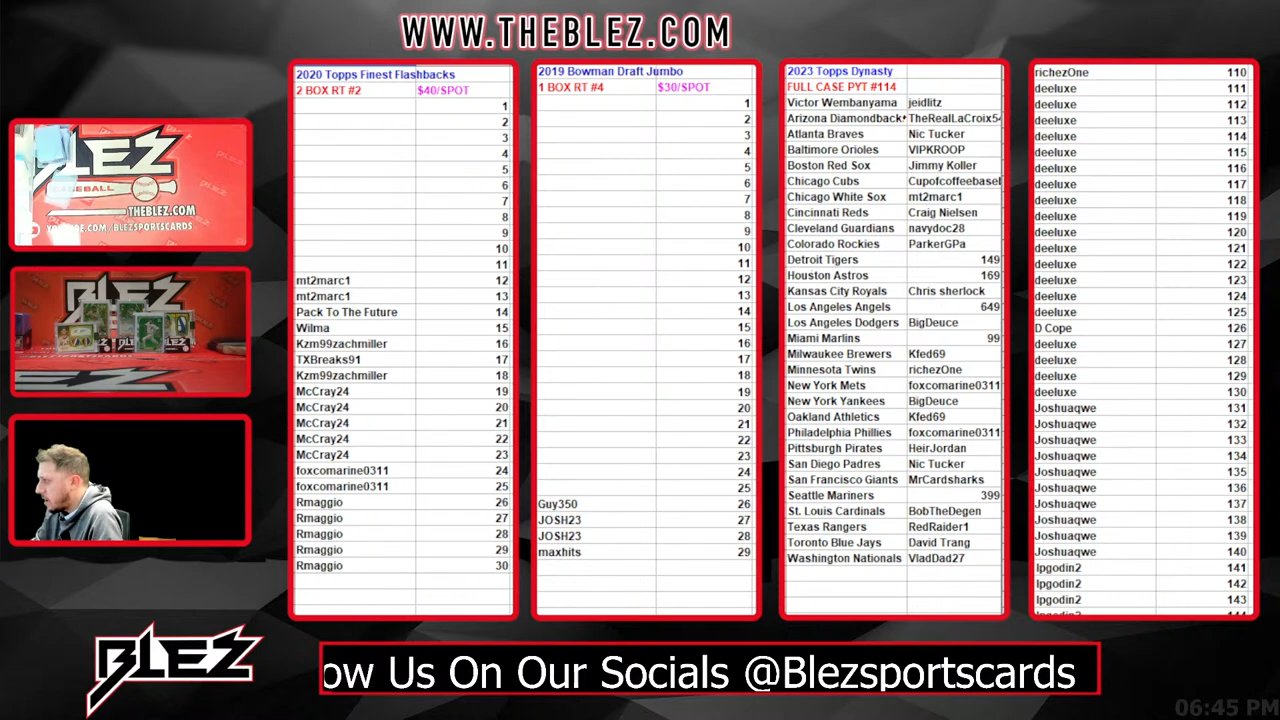 WWW.THEBLEZ.COM
BLEZ
BASEBALL
THEBLEZ.COM
YOUTUBE.COM/BLEZSPORTSCARDS
2020 Topps Finest Flashbacks
2 BOX RT #2 $40/SPOT
1
2
3
4
5
6
7
8
9
10
11
mt2marc1 12
mt2marc1 13
Pack To The Future 14
Wilma 15
Kzm99zachmiller 16
TXBreaks91 17
Kzm99zachmiller 18
McCray24 19
McCray24 20
McCray24 21
McCray24 22
McCray24 23
foxcomarine0311 24
foxcomarine0311 25
Rmaggio 26
Rmaggio 27
Rmaggio 28
Rmaggio 29
Rmaggio 30
2019 Bowman Draft Jumbo
1 BOX RT #4 $30/SPOT
1
2
3
4
5
6
7
8
9
10
11
12
13
14
15
16
17
18
19
20
21
22
23
24
25
Guy350 26
JOSH23 27
JOSH23 28
maxhits 29
2023 Topps Dynasty
FULL CASE PYT #114
Victor Wembanyama jeidlitz
Arizona Diamondback TheRealLaCroix54
Atlanta Braves Nic Tucker
Baltimore Orioles VIPKROOP
Boston Red Sox Jimmy Koller
Chicago Cubs Cupofcoffeebasel
Chicago White Sox mt2marc1
Cincinnati Reds Craig Nielsen
Cleveland Guardians navydoc28
Colorado Rockies ParkerGPa
Detroit Tigers 149
Houston Astros 169
Kansas City Royals Chris sherlock
Los Angeles Angels 649
Los Angeles Dodgers BigDeuce
Miami Marlins 99
Milwaukee Brewers Kfed69
Minnesota Twins richezOne
New York Mets foxcomarine0311
New York Yankees BigDeuce
Oakland Athletics Kfed69
Philadelphia Phillies foxcomarine0311
Pittsburgh Pirates HeirJordan
San Diego Padres Nic Tucker
San Francisco Giants MrCardsharks
Seattle Mariners 399
St. Louis Cardinals BobTheDegen
Texas Rangers RedRaider1
Toronto Blue Jays David Trang
Washington Nationals VladDad27
richezOne 110
deeluxe 111
deeluxe 112
deeluxe 113
deeluxe 114
deeluxe 115
deeluxe 116
deeluxe 117
deeluxe 118
deeluxe 119
deeluxe 120
deeluxe 121
deeluxe 122
deeluxe 123
deeluxe 124
deeluxe 125
D Cope 126
deeluxe 127
deeluxe 128
deeluxe 129
deeluxe 130
Joshuaqwe 131
Joshuaqwe 132
Joshuaqwe 133
Joshuaqwe 134
Joshuaqwe 135
Joshuaqwe 136
Joshuaqwe 137
Joshuaqwe 138
Joshuaqwe 139
Joshuaqwe 140
lpgodin2 141
lpgodin2 142
lpgodin2 143
lpgodin2 144
BLEZ
ow Us On Our Socials @Blezsportscards
06:45 PM